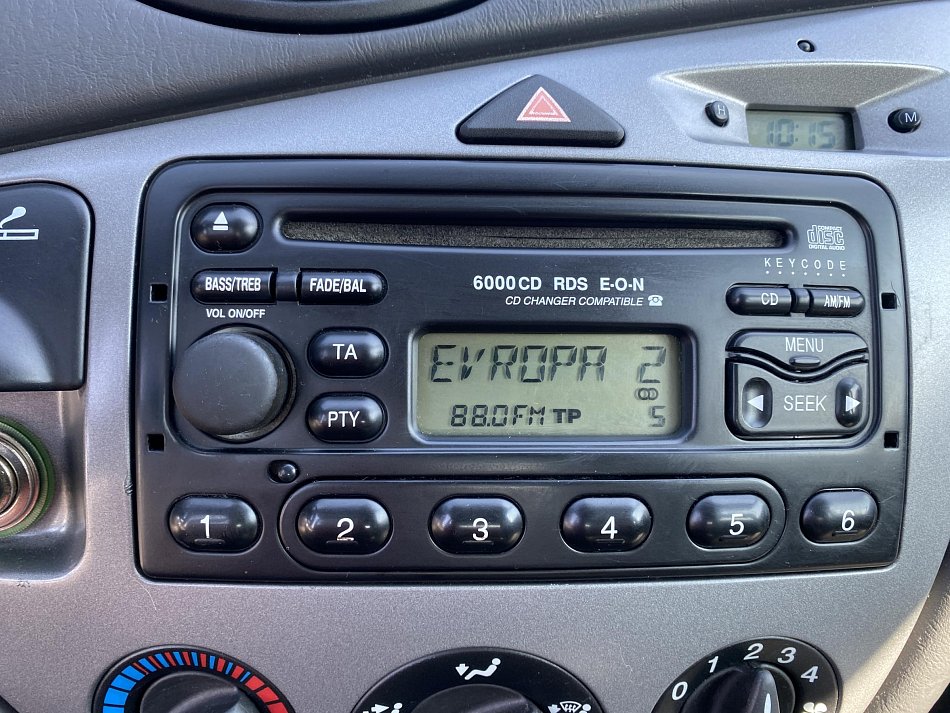 H
10:15
M
COMPACT
disc
DIGITAL AUDIO
KEYCODE
BASS/TREB
FADE/BAL
6000CD RDS E-O-N
CD CHANGER COMPATIBLE
CD
AM/FM
VOL ON/OFF
TA
PTY
EVROPA 2
88.0FM TP 5
MENU
SEEK
1 2 3 4 5 6
0 1 2 3 4